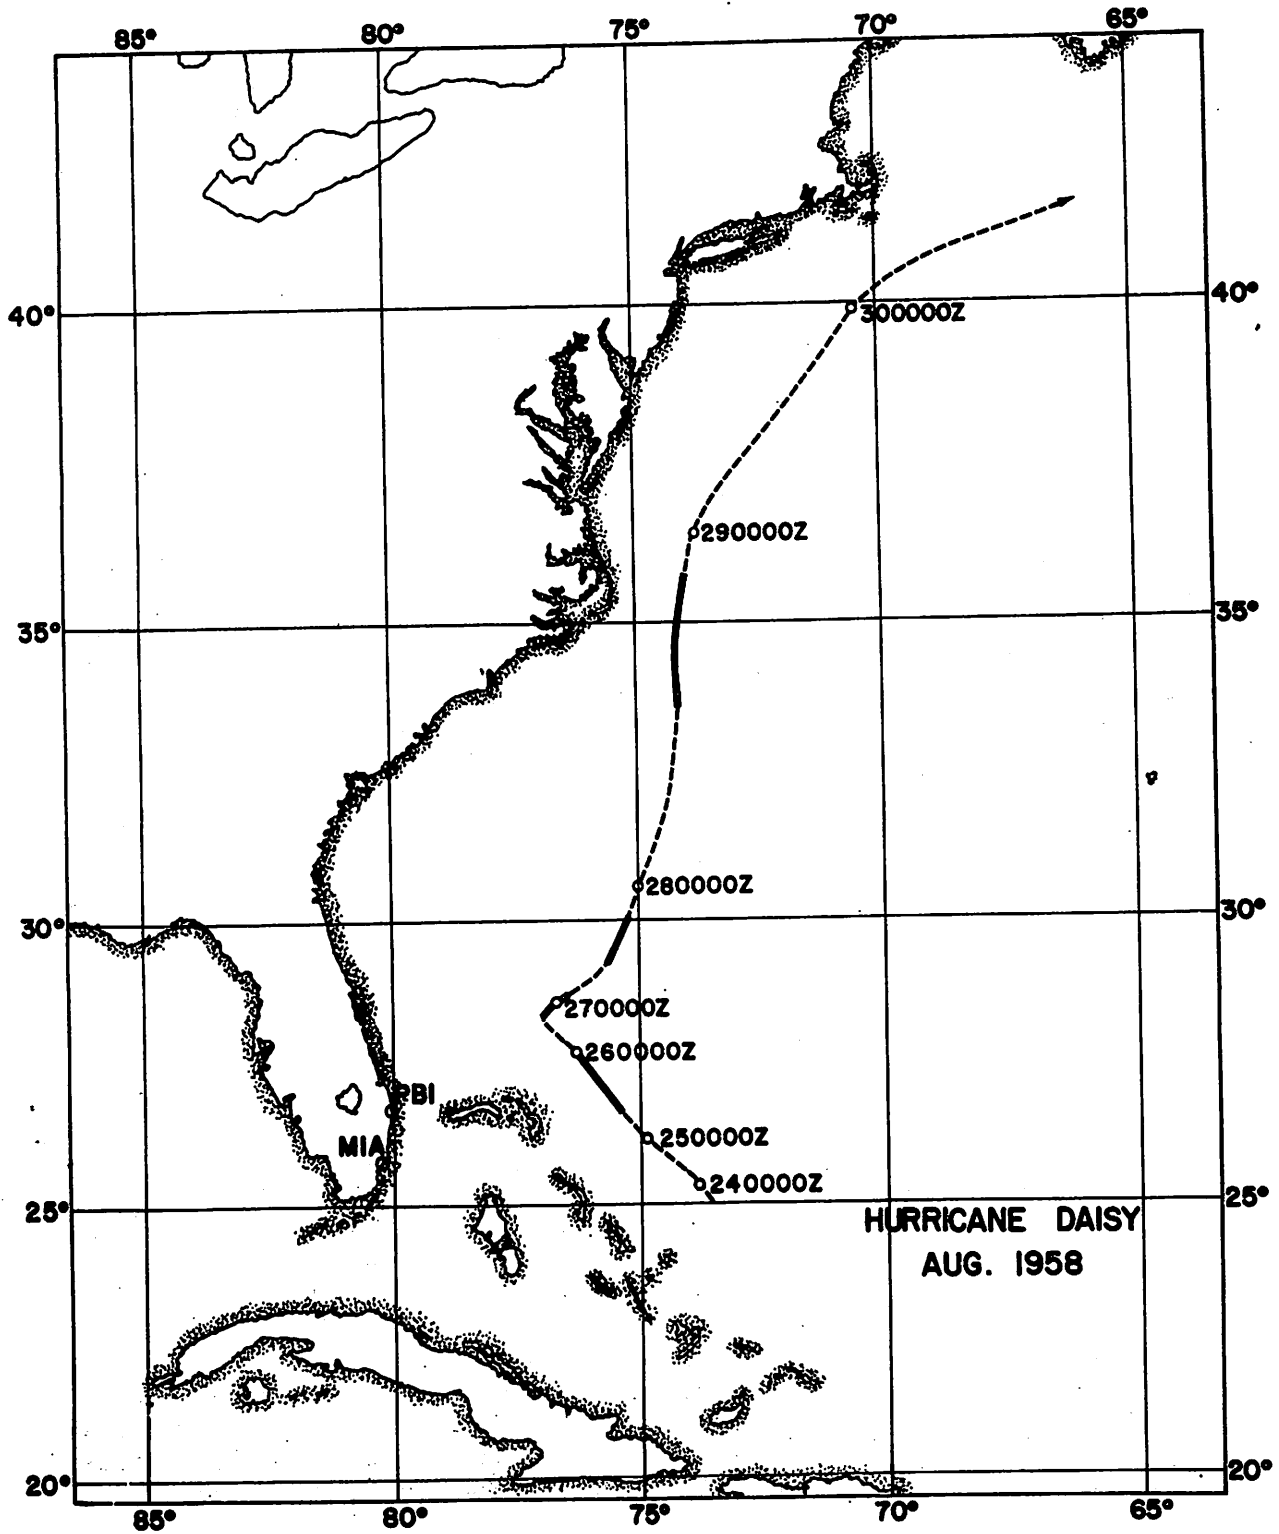 85° 80° 75° 70° 65°
40° 40°
300000Z
290000Z
35° 35°
280000Z
30° 30°
270000Z
260000Z
PBI
250000Z
MIA
240000Z
25° 25°
HURRICANE DAISY
AUG. 1958
20° 20°
85° 80° 75° 70° 65°